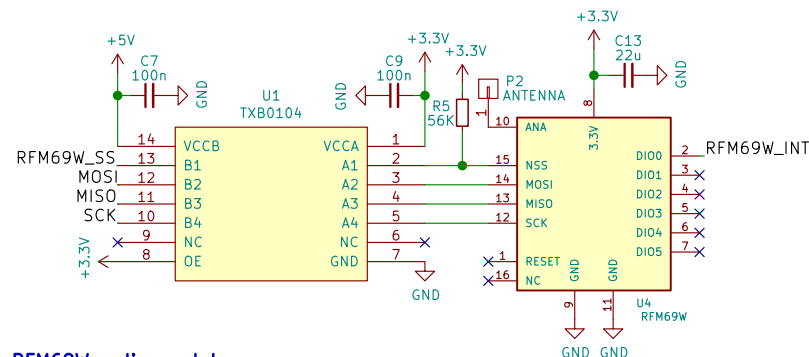 +5V
C7
100n
GND
U1
TXB0104
+3.3V
C9
100n
GND
+3.3V
R5
56K
P2
ANTENNA
1
+3.3V
C13
22u
GND
14 VCCB VCCA 1
RFM69W_SS 13 B1 A1 2
MOSI 12 B2 A2 3
MISO 11 B3 A3 4
SCK 10 B4 A4 5
9 NC NC 6
+3.3V 8 OE GND 7
GND
8
3.3V
10 ANA
15 NSS
14 MOSI
13 MISO
12 SCK
1 RESET
16 NC
DIO0 2 RFM69W_INT
DIO1 3
DIO2 4
DIO3 5
DIO4 6
DIO5 7
GND GND
9 11
GND GND
U4
RFM69W